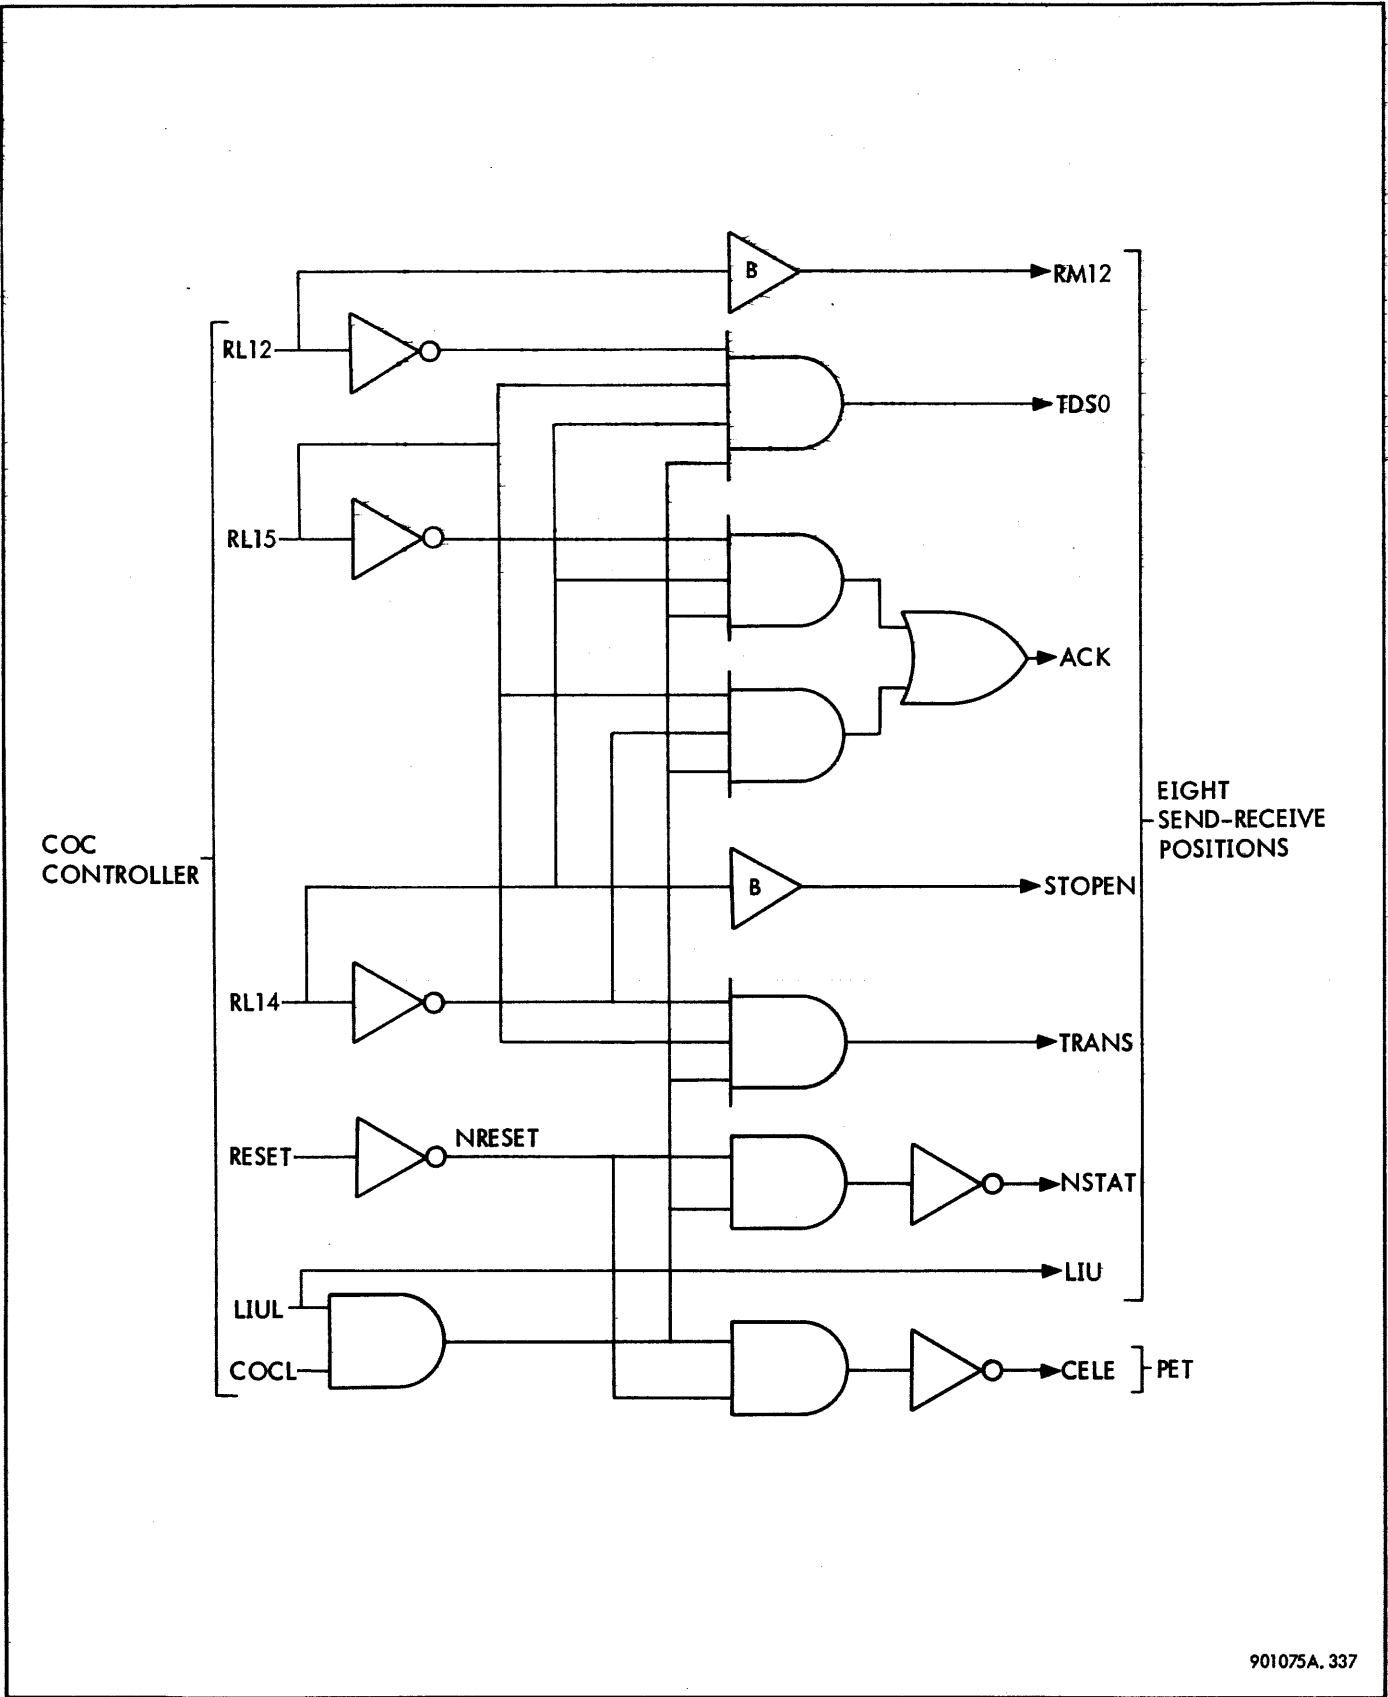 B
RM12
RL12
TDS0
RL15
ACK
EIGHT
SEND-RECEIVE
POSITIONS
COC
CONTROLLER
B
STOPEN
RL14
TRANS
NRESET
RESET
NSTAT
LIU
LIUL
COCL
CELE
PET
901075A. 337